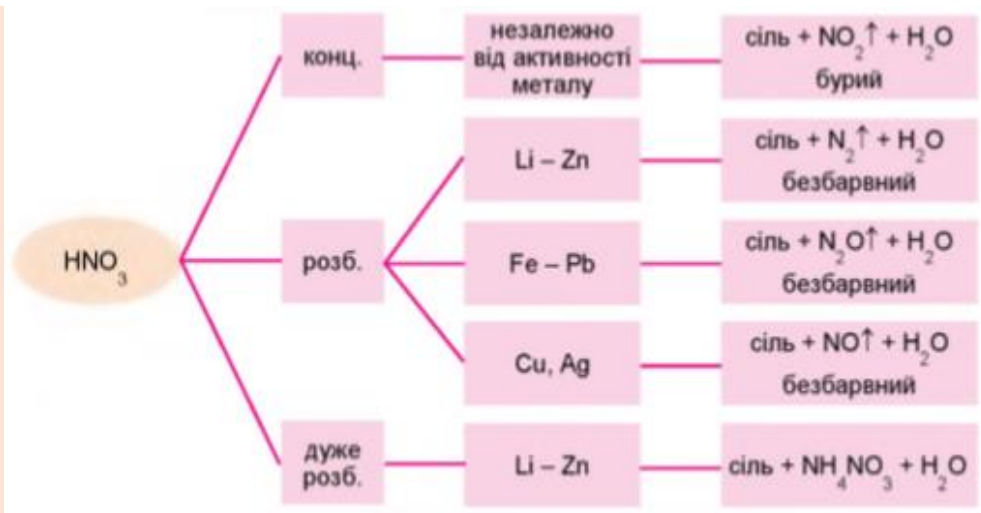 HNO₃
конц.
незалежно
від активності
металу
сіль + NO₂↑ + H₂O
бурий
розб.
Li – Zn
сіль + N₂↑ + H₂O
безбарвний
Fe – Pb
сіль + N₂O↑ + H₂O
безбарвний
Cu, Ag
сіль + NO↑ + H₂O
безбарвний
дуже
розб.
Li – Zn
сіль + NH₄NO₃ + H₂O